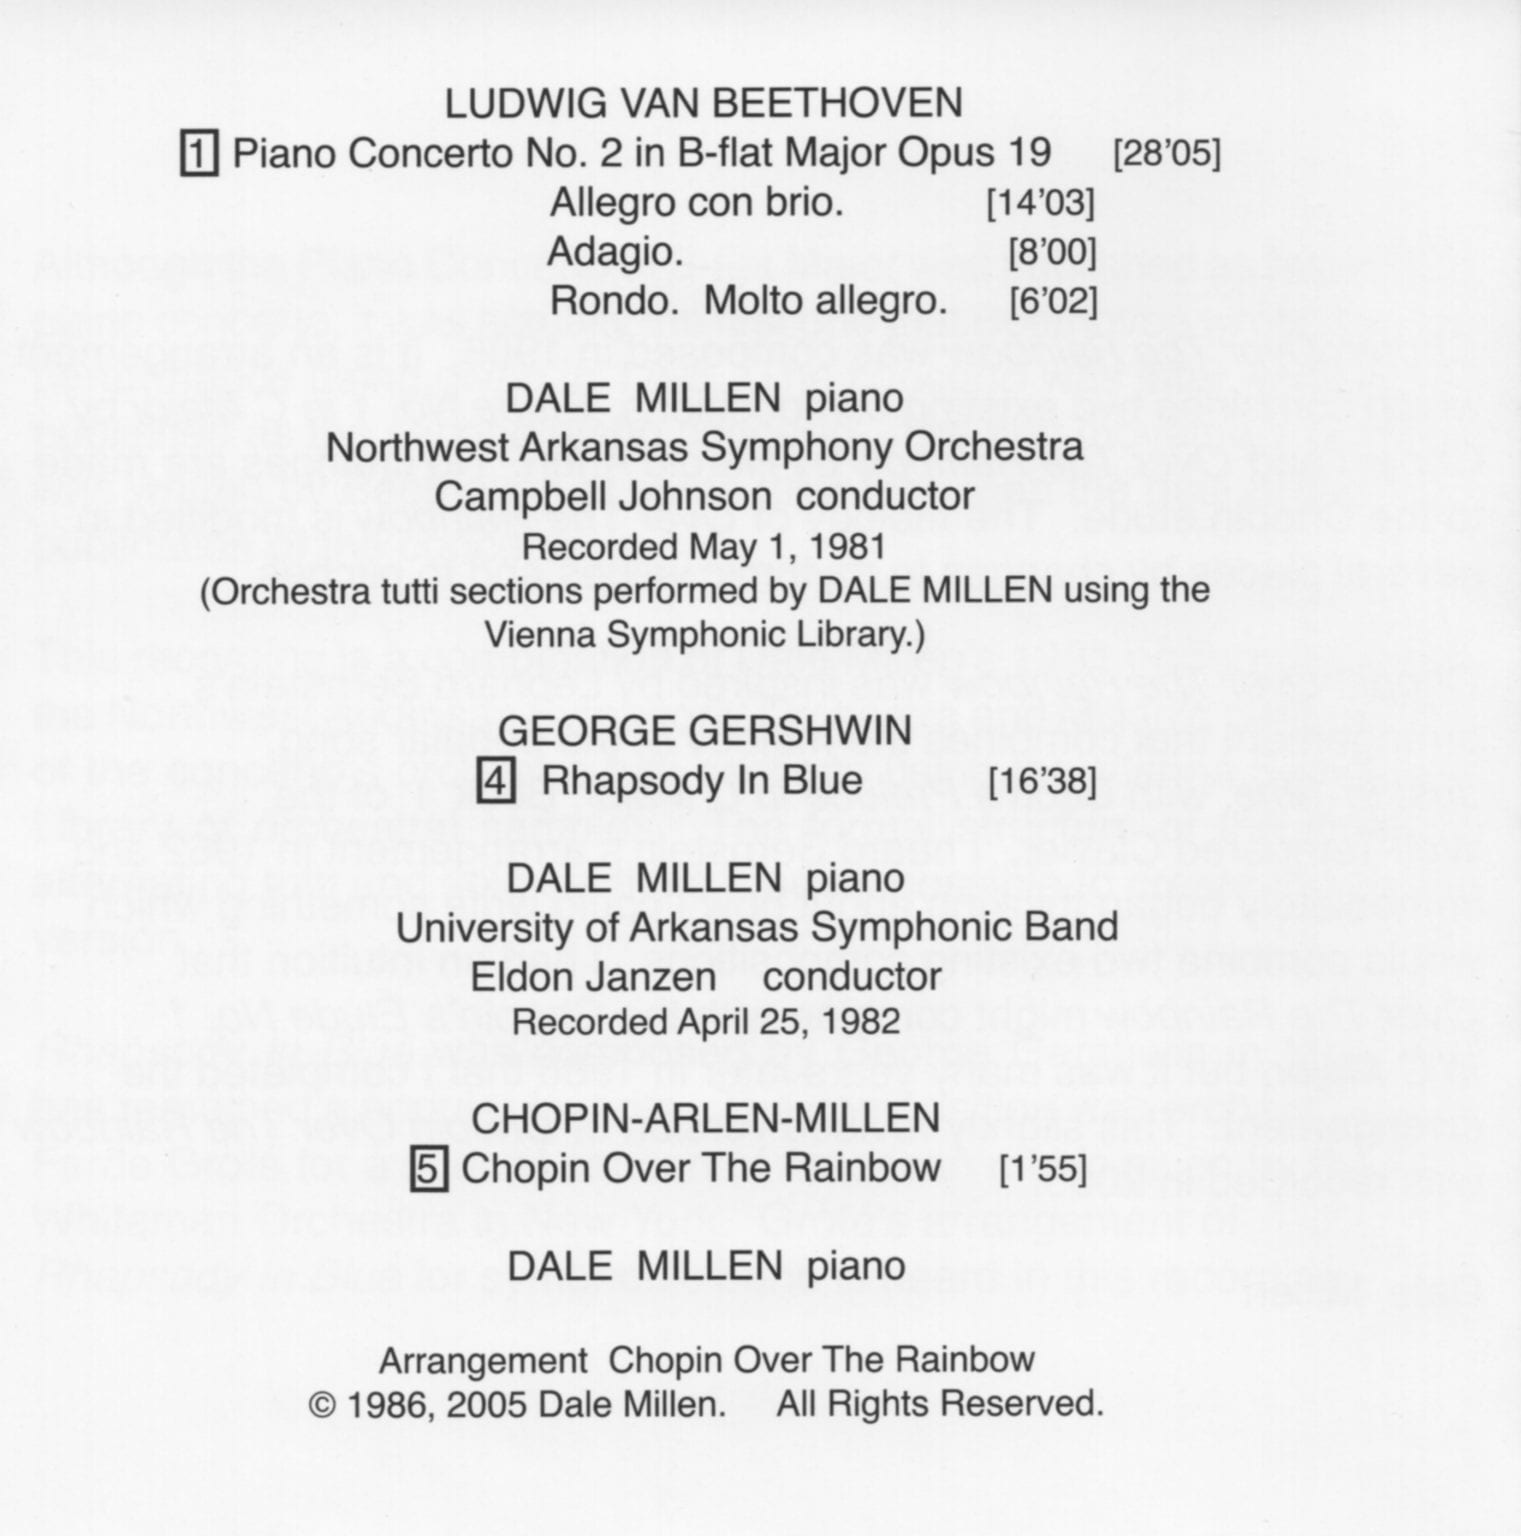 LUDWIG VAN BEETHOVEN
1 Piano Concerto No. 2 in B-flat Major Opus 19 [28’05]
Allegro con brio. [14’03]
Adagio. [8’00]
Rondo. Molto allegro. [6’02]
DALE MILLEN piano
Northwest Arkansas Symphony Orchestra
Campbell Johnson conductor
Recorded May 1, 1981
(Orchestra tutti sections performed by DALE MILLEN using the
Vienna Symphonic Library.)
GEORGE GERSHWIN
4 Rhapsody In Blue [16’38]
DALE MILLEN piano
University of Arkansas Symphonic Band
Eldon Janzen conductor
Recorded April 25, 1982
CHOPIN-ARLEN-MILLEN
5 Chopin Over The Rainbow [1’55]
DALE MILLEN piano
Arrangement Chopin Over The Rainbow
© 1986, 2005 Dale Millen. All Rights Reserved.